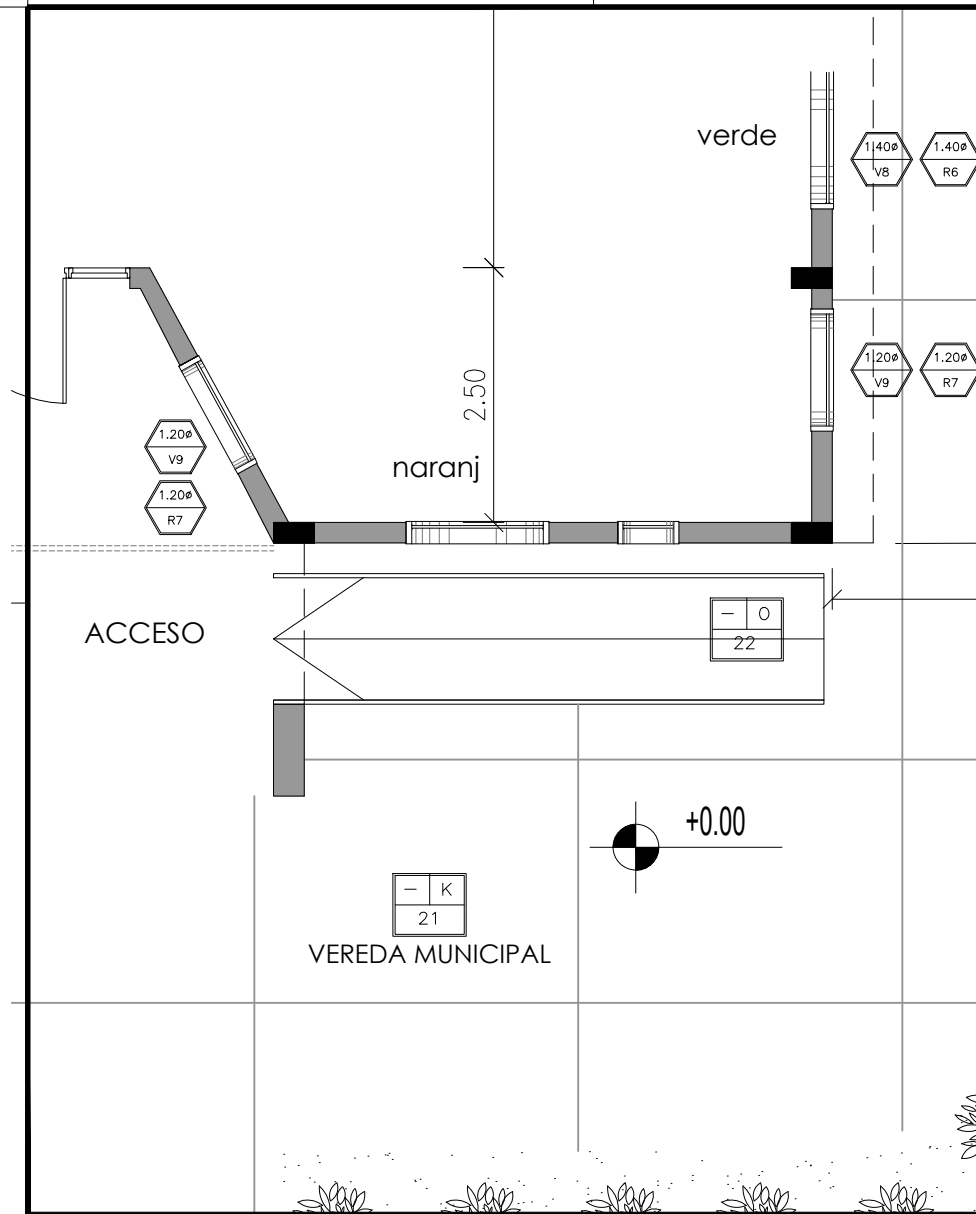 verde
1.40ø
V8
1.40ø
R6
1.20ø
V9
1.20ø
R7
2.50
naranj
1.20ø
V9
1.20ø
R7
ACCESO
– O
22
+0.00
– K
21
VEREDA MUNICIPAL